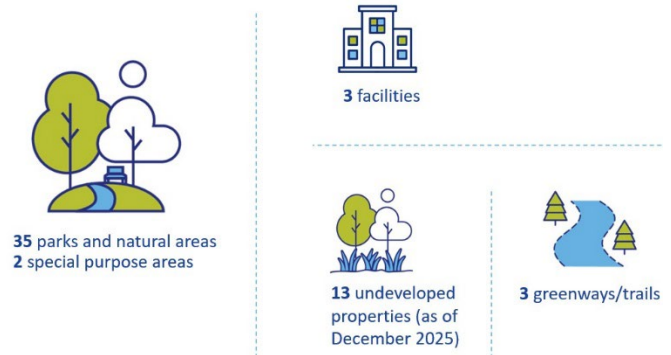 35 parks and natural areas
2 special purpose areas
3 facilities
13 undeveloped
properties (as of
December 2025)
3 greenways/trails